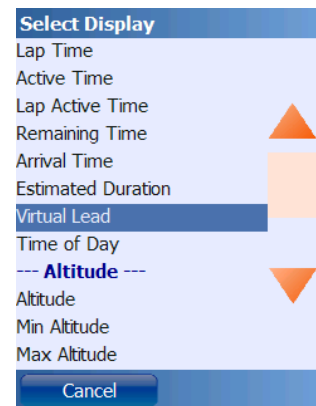 Select Display
Lap Time
Active Time
Lap Active Time
Remaining Time
Arrival Time
Estimated Duration
Virtual Lead
Time of Day
--- Altitude ---
Altitude
Min Altitude
Max Altitude
Cancel